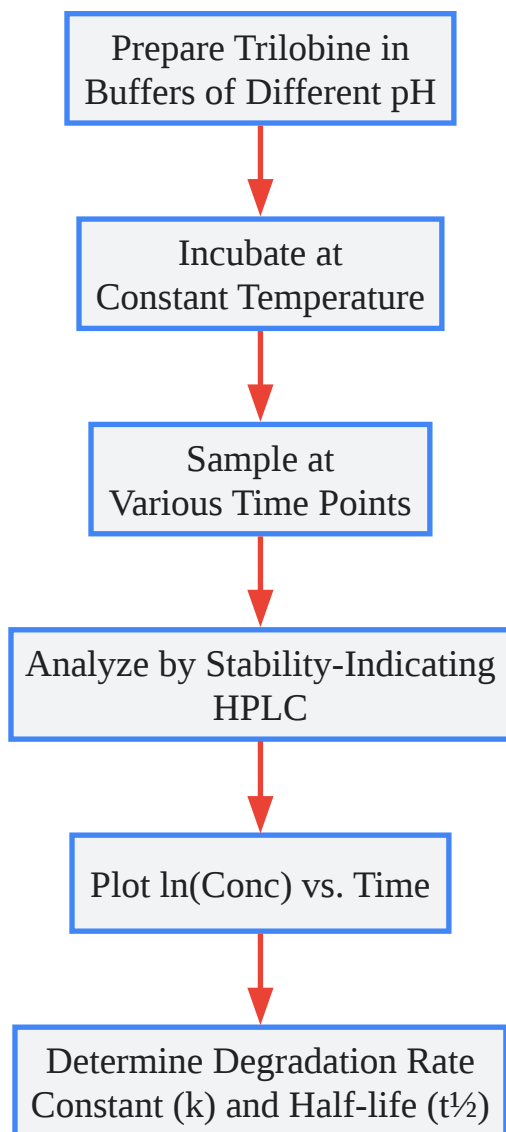 Prepare Trilobine in
Buffers of Different pH
Incubate at
Constant Temperature
Sample at
Various Time Points
Analyze by Stability-Indicating
HPLC
Plot ln(Conc) vs. Time
Determine Degradation Rate
Constant (k) and Half-life (t½)